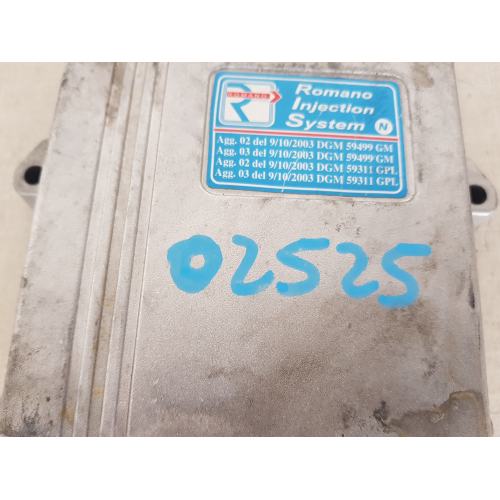 ROMANO
R
Romano
Injection
System N
Agg. 02 del 9/10/2003 DGM 59499 GM
Agg. 03 del 9/10/2003 DGM 59499 GM
Agg. 02 del 9/10/2003 DGM 59311 GPL
Agg. 03 del 9/10/2003 DGM 59311 GPL
02525